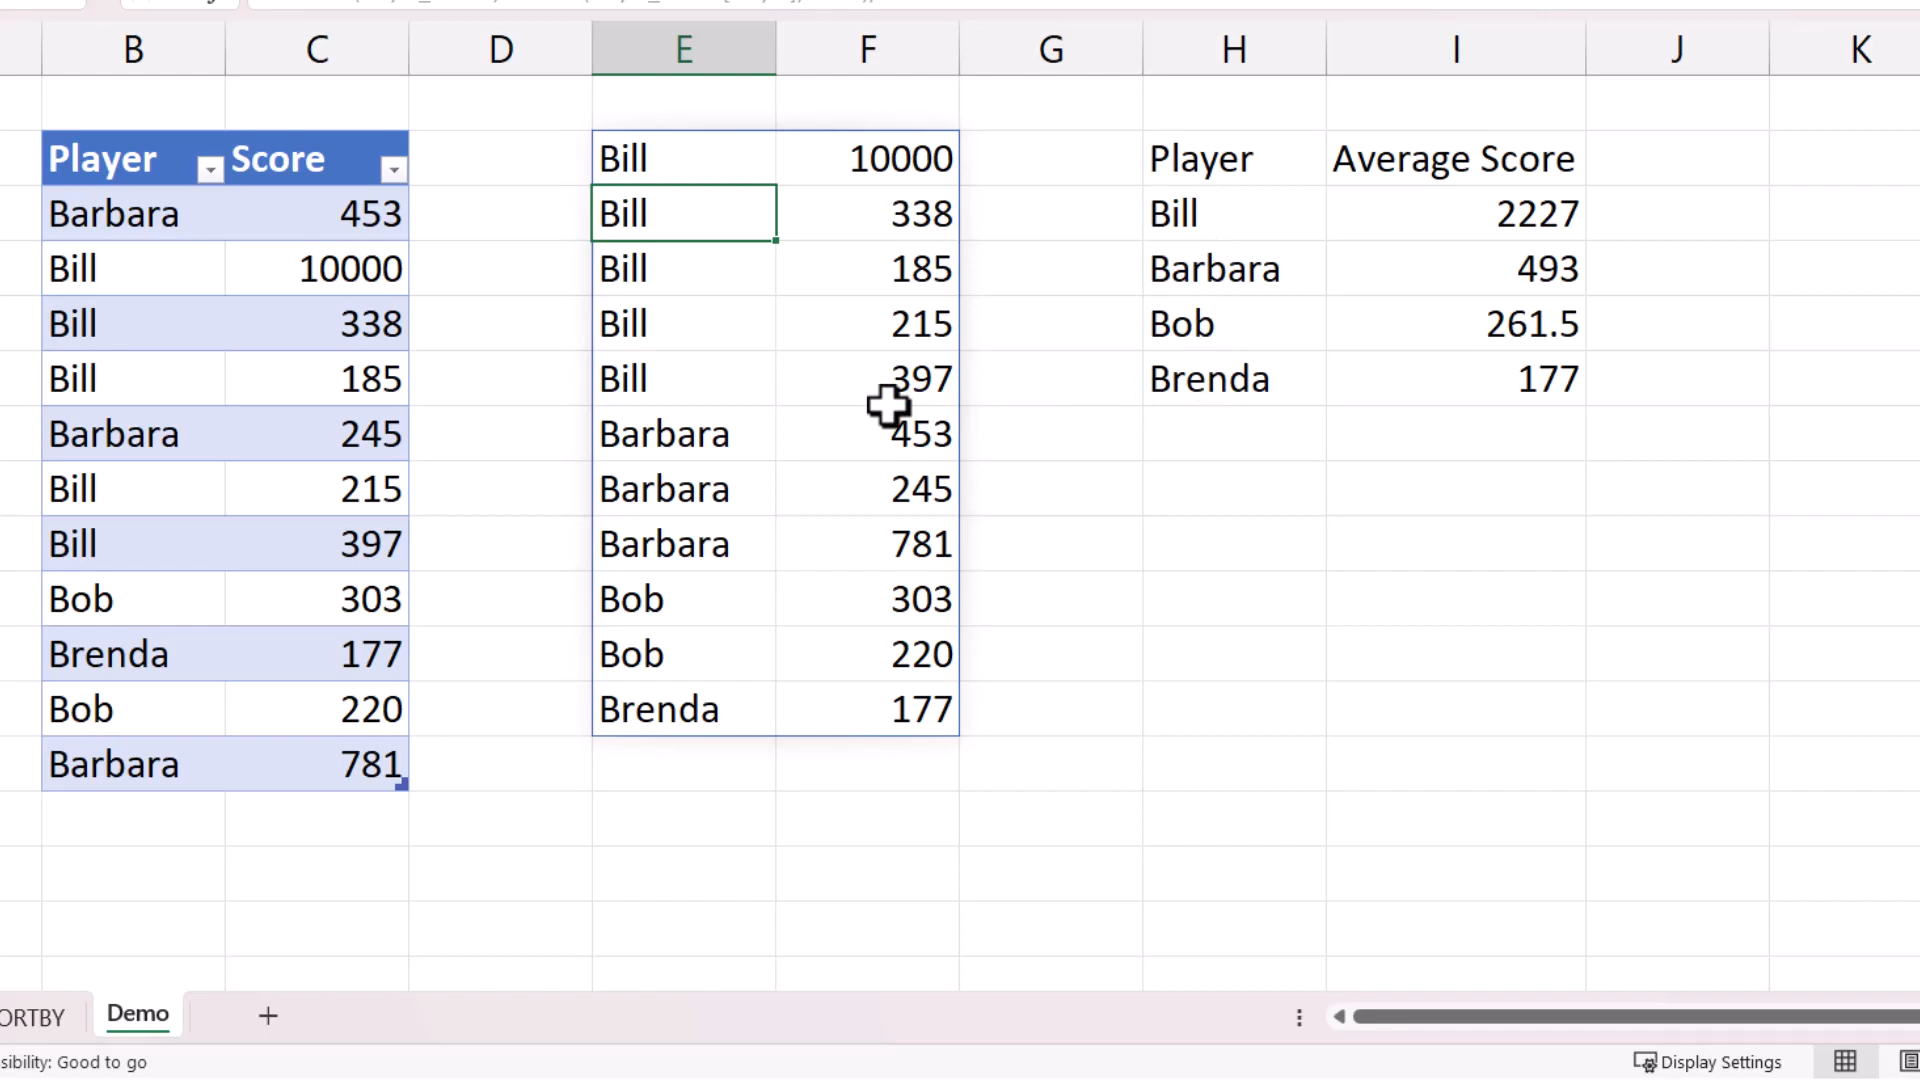 B C D E F G H I J K
Player Score Bill 10000 Player Average Score
Barbara 453 Bill 338 Bill 2227
Bill 10000 Bill 185 Barbara 493
Bill 338 Bill 215 Bob 261.5
Bill 185 Bill 397 Brenda 177
Barbara 245 Barbara 453
Bill 215 Barbara 245
Bill 397 Barbara 781
Bob 303 Bob 303
Brenda 177 Bob 220
Bob 220 Brenda 177
Barbara 781
ORTBY Demo +
sibility: Good to go Display Settings